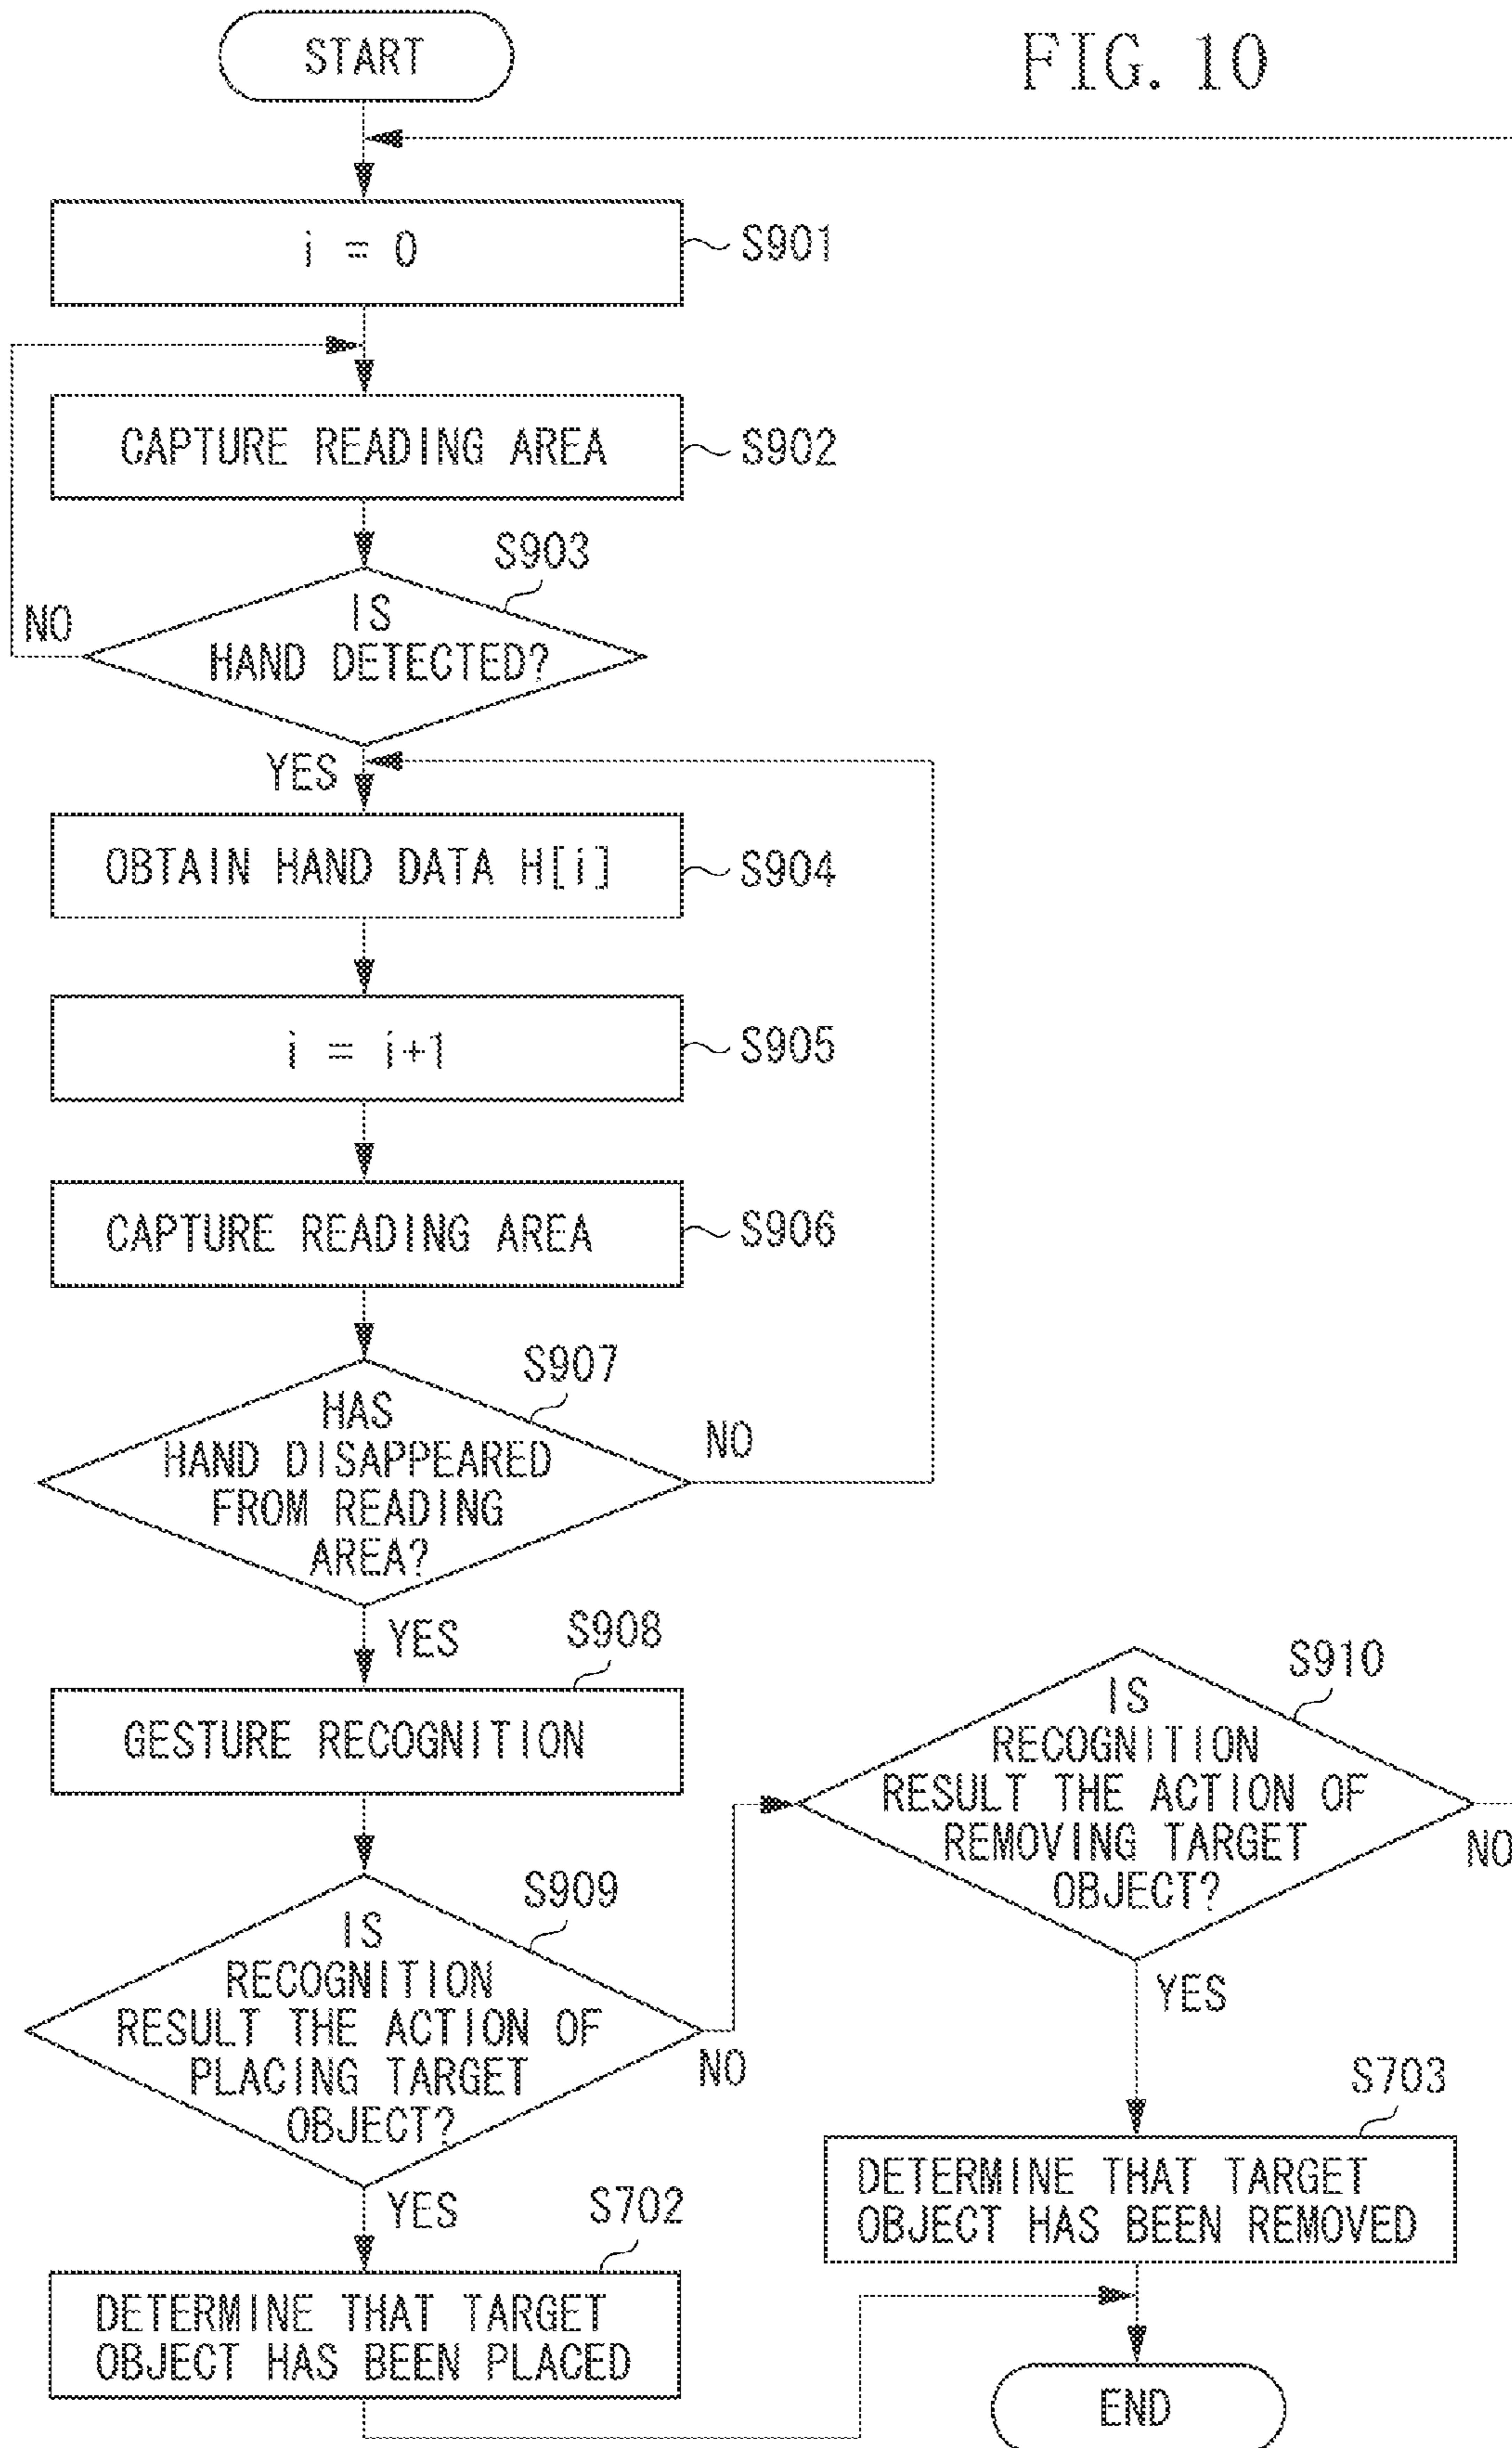 START
FIG. 10
i = 0
S901
CAPTURE READING AREA
S902
S903
IS
HAND DETECTED?
NO
YES
OBTAIN HAND DATA H[i]
S904
i = i+1
S905
CAPTURE READING AREA
S906
S907
HAS
HAND DISAPPEARED
FROM READING
AREA?
NO
YES
S908
GESTURE RECOGNITION
S909
IS
RECOGNITION
RESULT THE ACTION OF
PLACING TARGET
OBJECT?
NO
YES
S702
DETERMINE THAT TARGET
OBJECT HAS BEEN PLACED
S910
IS
RECOGNITION
RESULT THE ACTION OF
REMOVING TARGET
OBJECT?
NO
YES
S703
DETERMINE THAT TARGET
OBJECT HAS BEEN REMOVED
END